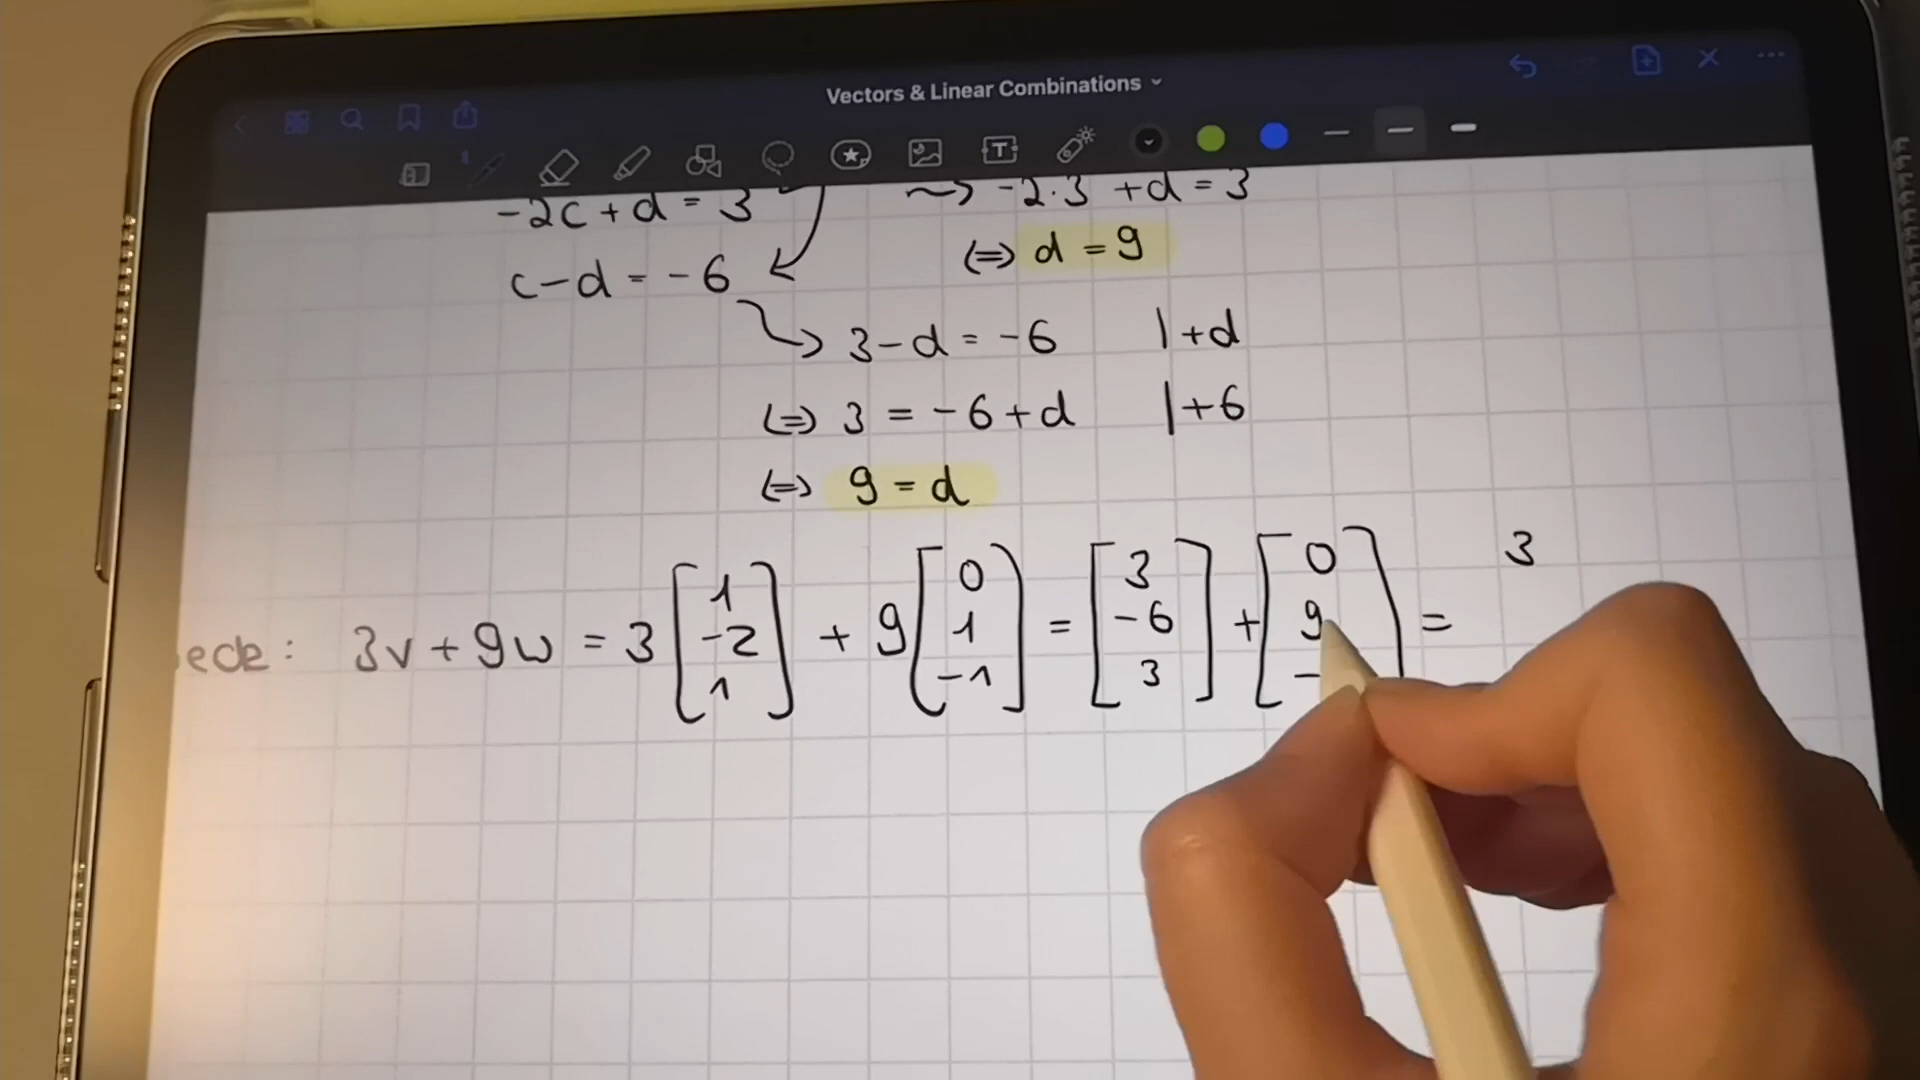 Vectors & Linear Combinations
-2c+d = 3 ~> -2·3 +d = 3
c-d = -6 (=) d = 9
3-d = -6 |+d
(=) 3 = -6+d |+6
(=) 9 = d
3v + 9w = 3 [1 -2 1] + 9 [0 1 -1] = [3 -6 3] + [0 9 - ] = 3